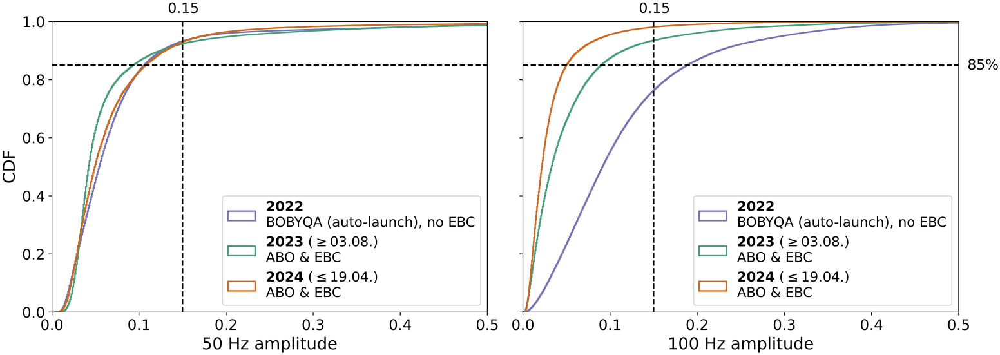 0.15
1.0
0.8
0.6
0.4
0.2
0.0
CDF
0.0 0.1 0.2 0.3 0.4 0.5
50 Hz amplitude
2022
BOBYQA (auto-launch), no EBC
2023 (≥03.08.)
ABO & EBC
2024 (≤19.04.)
ABO & EBC
0.15
85%
2022
BOBYQA (auto-launch), no EBC
2023 (≥03.08.)
ABO & EBC
2024 (≤19.04.)
ABO & EBC
0.0 0.1 0.2 0.3 0.4 0.5
100 Hz amplitude